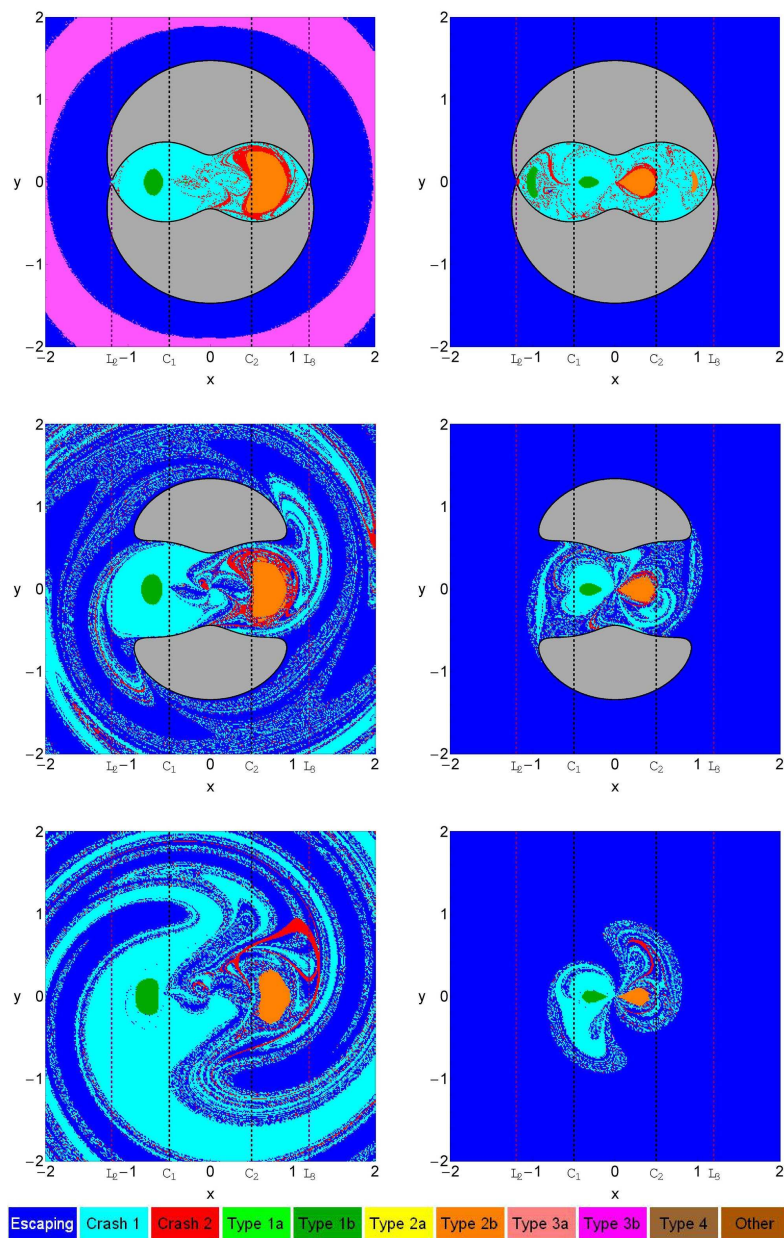 2 2
1 1
y 0 y 0
−1 −1
−2 −2
−2 L2 −1 C1 0 C2 1 L3 2 −2 L2 −1 C1 0 C2 1 L3 2
x x
2 2
1 1
y 0 y 0
−1 −1
−2 −2
−2 L2 −1 C1 0 C2 1 L3 2 −2 L2 −1 C1 0 C2 1 L3 2
x x
2 2
1 1
y 0 y 0
−1 −1
−2 −2
−2 L2 −1 C1 0 C2 1 L3 2 −2 L2 −1 C1 0 C2 1 L3 2
x x
Escaping Crash 1 Crash 2 Type 1a Type 1b Type 2a Type 2b Type 3a Type 3b Type 4 Other